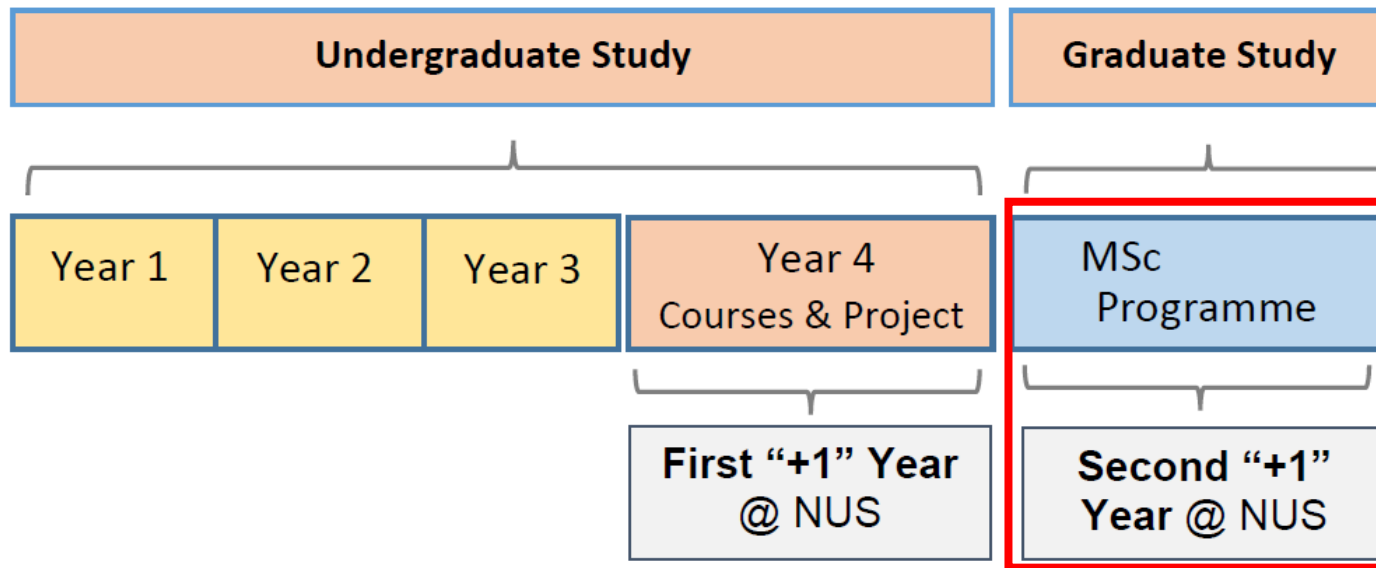 Undergraduate Study
Graduate Study
Year 1
Year 2
Year 3
Year 4
Courses & Project
MSc
Programme
First “+1” Year
@ NUS
Second “+1”
Year @ NUS